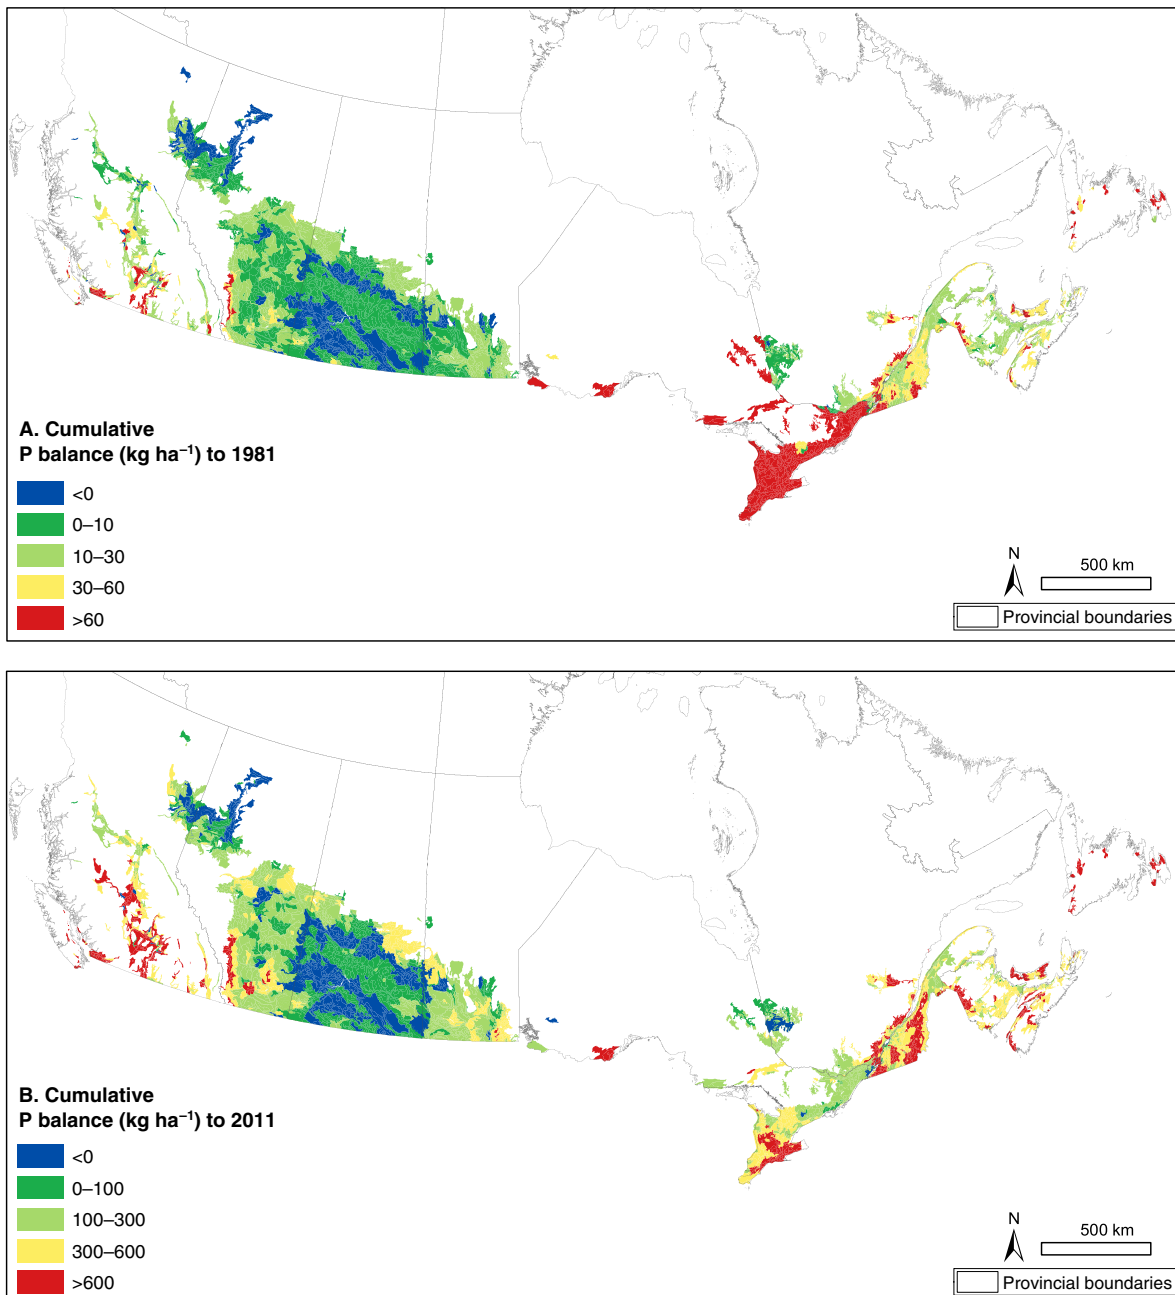 A. Cumulative
P balance (kg ha⁻¹) to 1981
<0
0–10
10–30
30–60
>60
N
500 km
Provincial boundaries
B. Cumulative
P balance (kg ha⁻¹) to 2011
<0
0–100
100–300
300–600
>600
N
500 km
Provincial boundaries